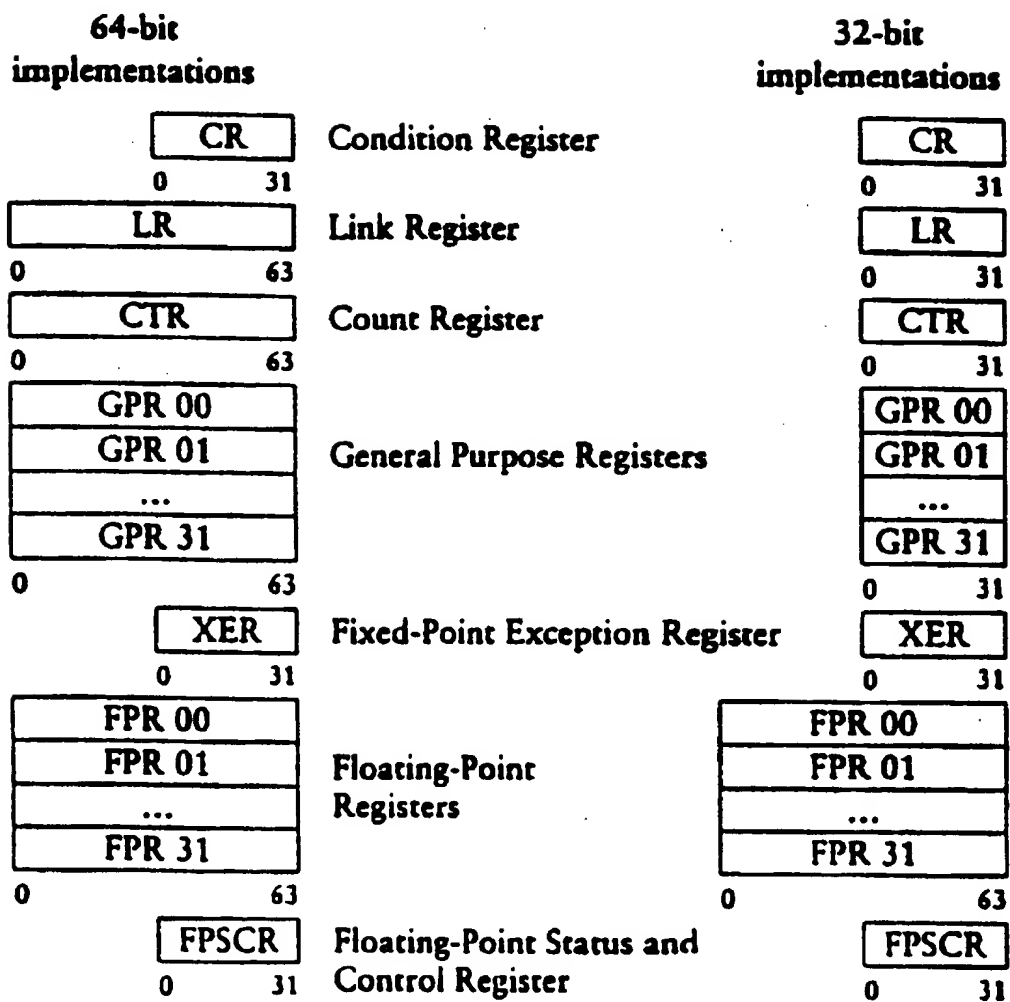 64-bit implementations
32-bit implementations
CR Condition Register CR
0 31 0 31
LR Link Register LR
0 63 0 31
CTR Count Register CTR
0 63 0 31
GPR 00 GPR 00
GPR 01 General Purpose Registers GPR 01
... ...
GPR 31 GPR 31
0 63 0 31
XER Fixed-Point Exception Register XER
0 31 0 31
FPR 00 FPR 00
FPR 01 Floating-Point FPR 01
... Registers ...
FPR 31 FPR 31
0 63 0 63
FPSCR Floating-Point Status and FPSCR
0 31 Control Register 0 31